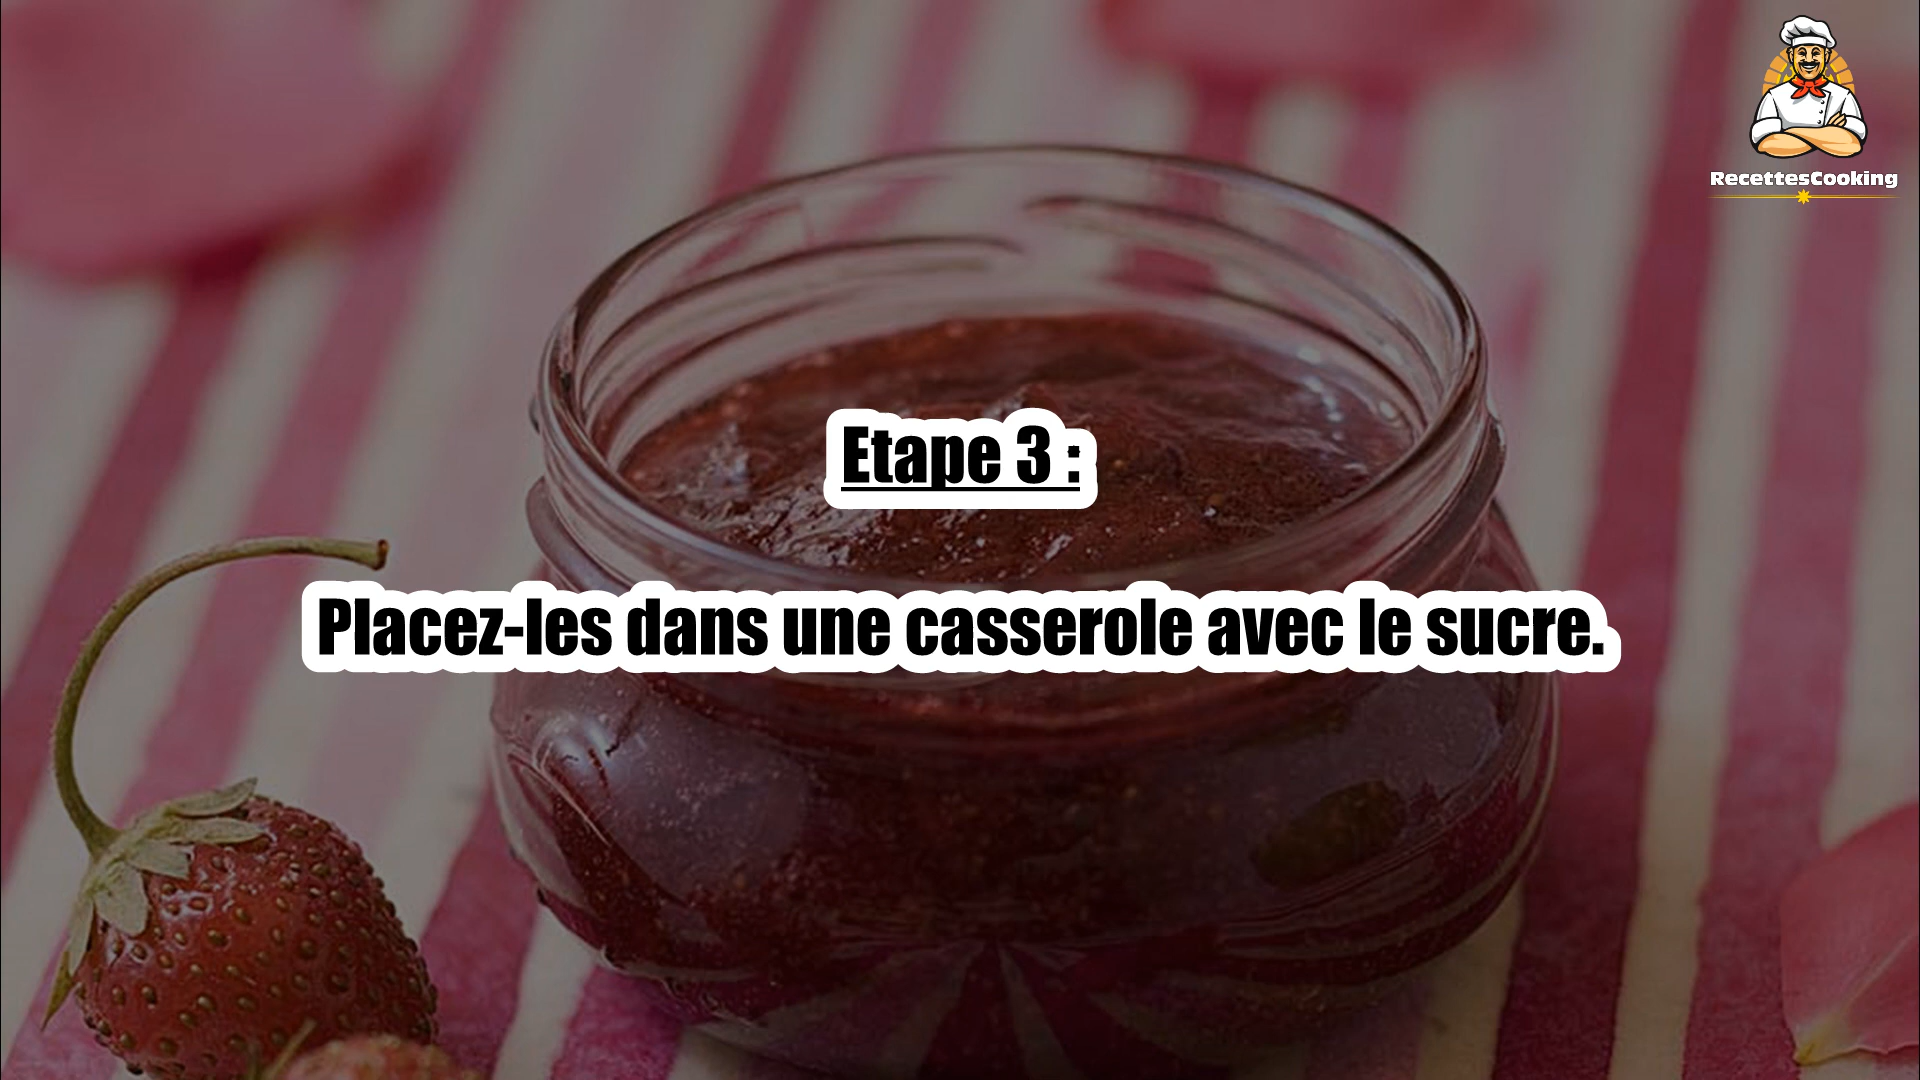 RecettesCooking
Etape 3 :
Placez-les dans une casserole avec le sucre.